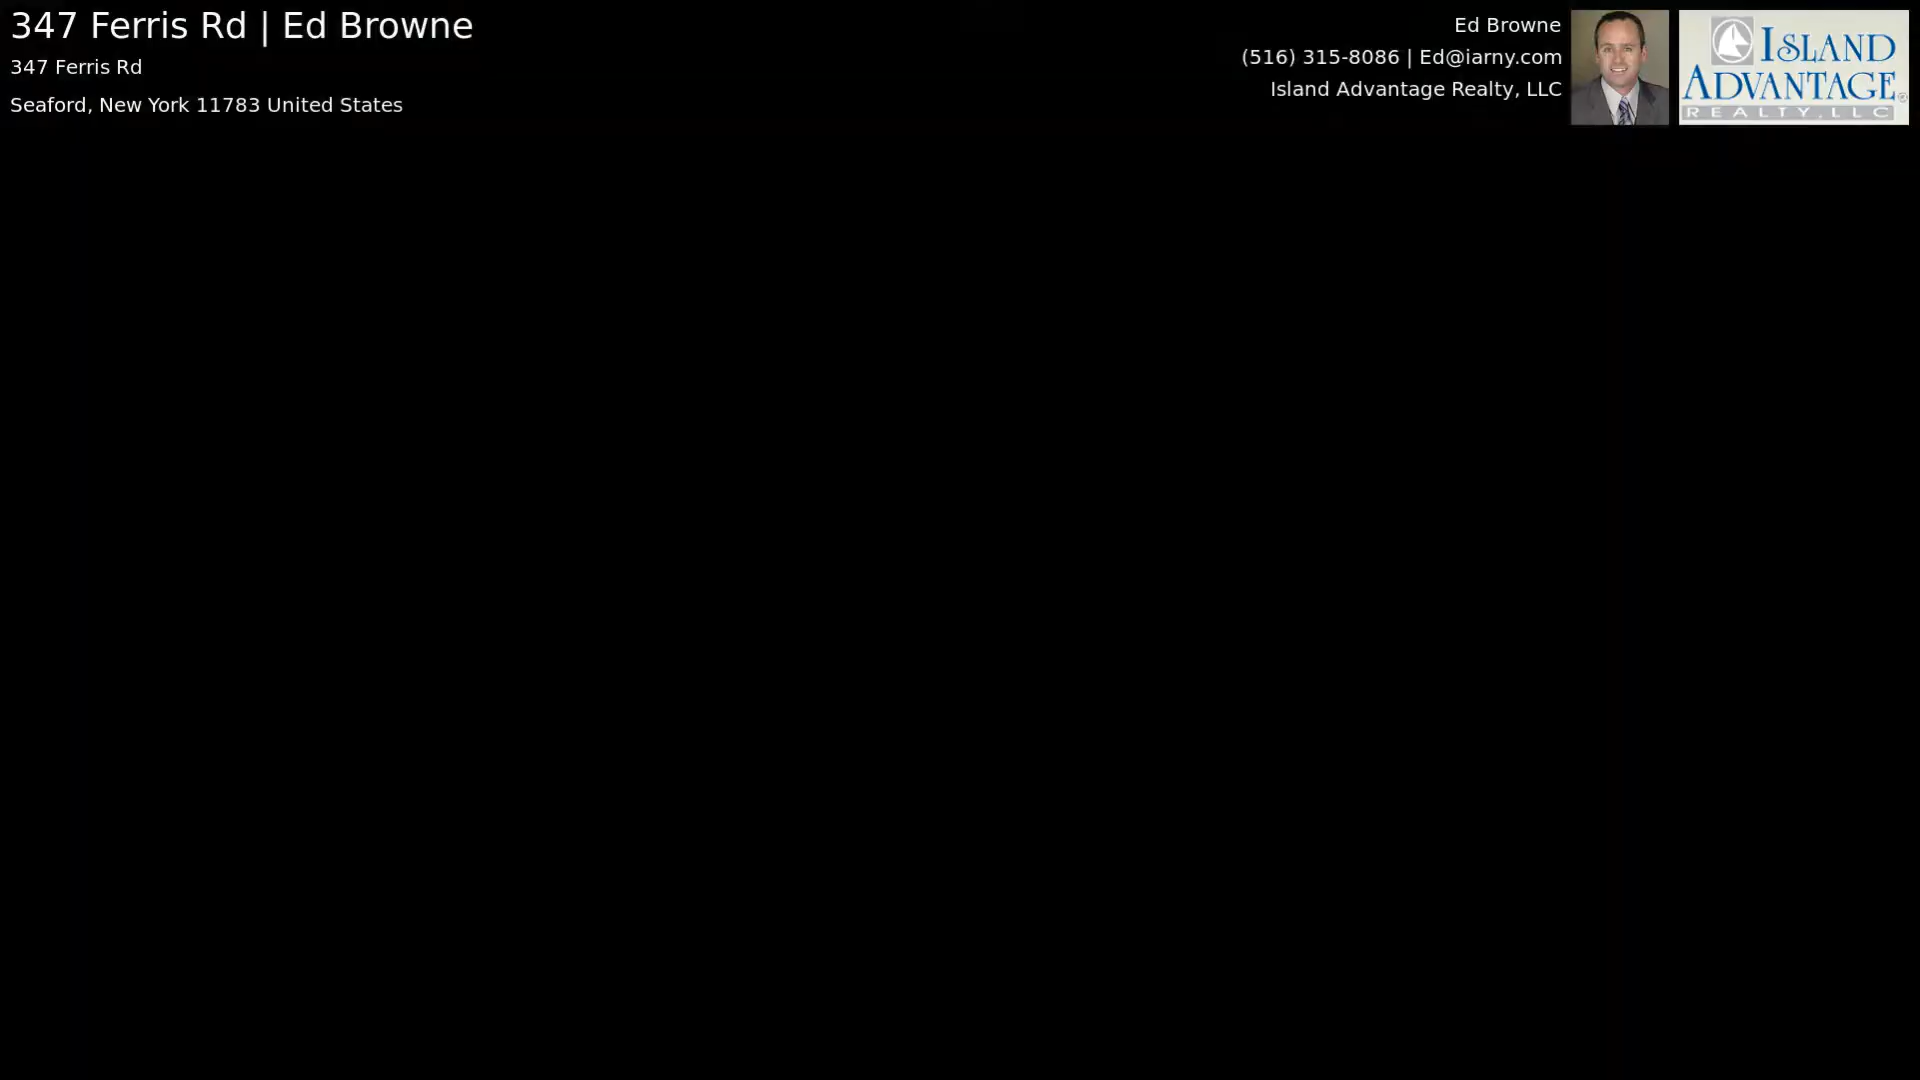 347 Ferris Rd | Ed Browne
347 Ferris Rd
Seaford, New York 11783 United States
Ed Browne
(516) 315-8086 | Ed@iarny.com
Island Advantage Realty, LLC
ISLAND
ADVANTAGE®
REALTY, LLC